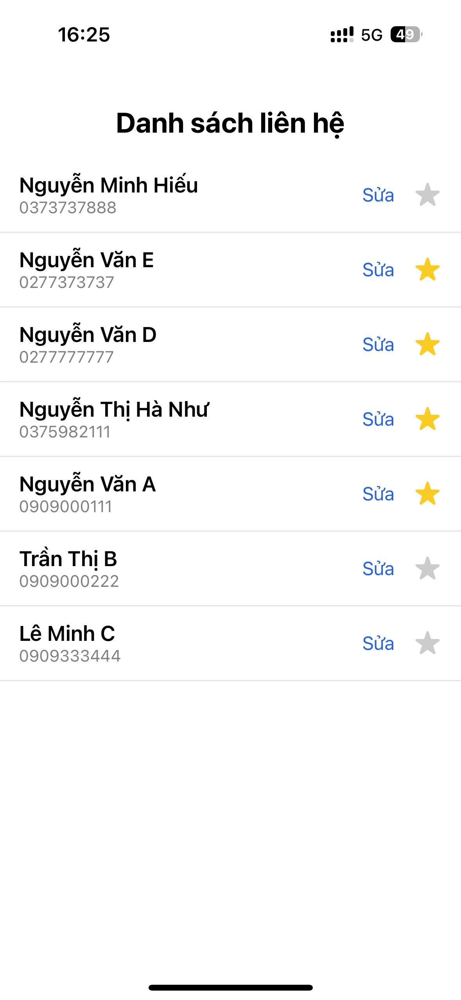 16:25 5G 49
Danh sách liên hệ
Nguyễn Minh Hiếu
0373737888
Sửa
Nguyễn Văn E
0277373737
Sửa
Nguyễn Văn D
0277777777
Sửa
Nguyễn Thị Hà Như
0375982111
Sửa
Nguyễn Văn A
0909000111
Sửa
Trần Thị B
0909000222
Sửa
Lê Minh C
0909333444
Sửa